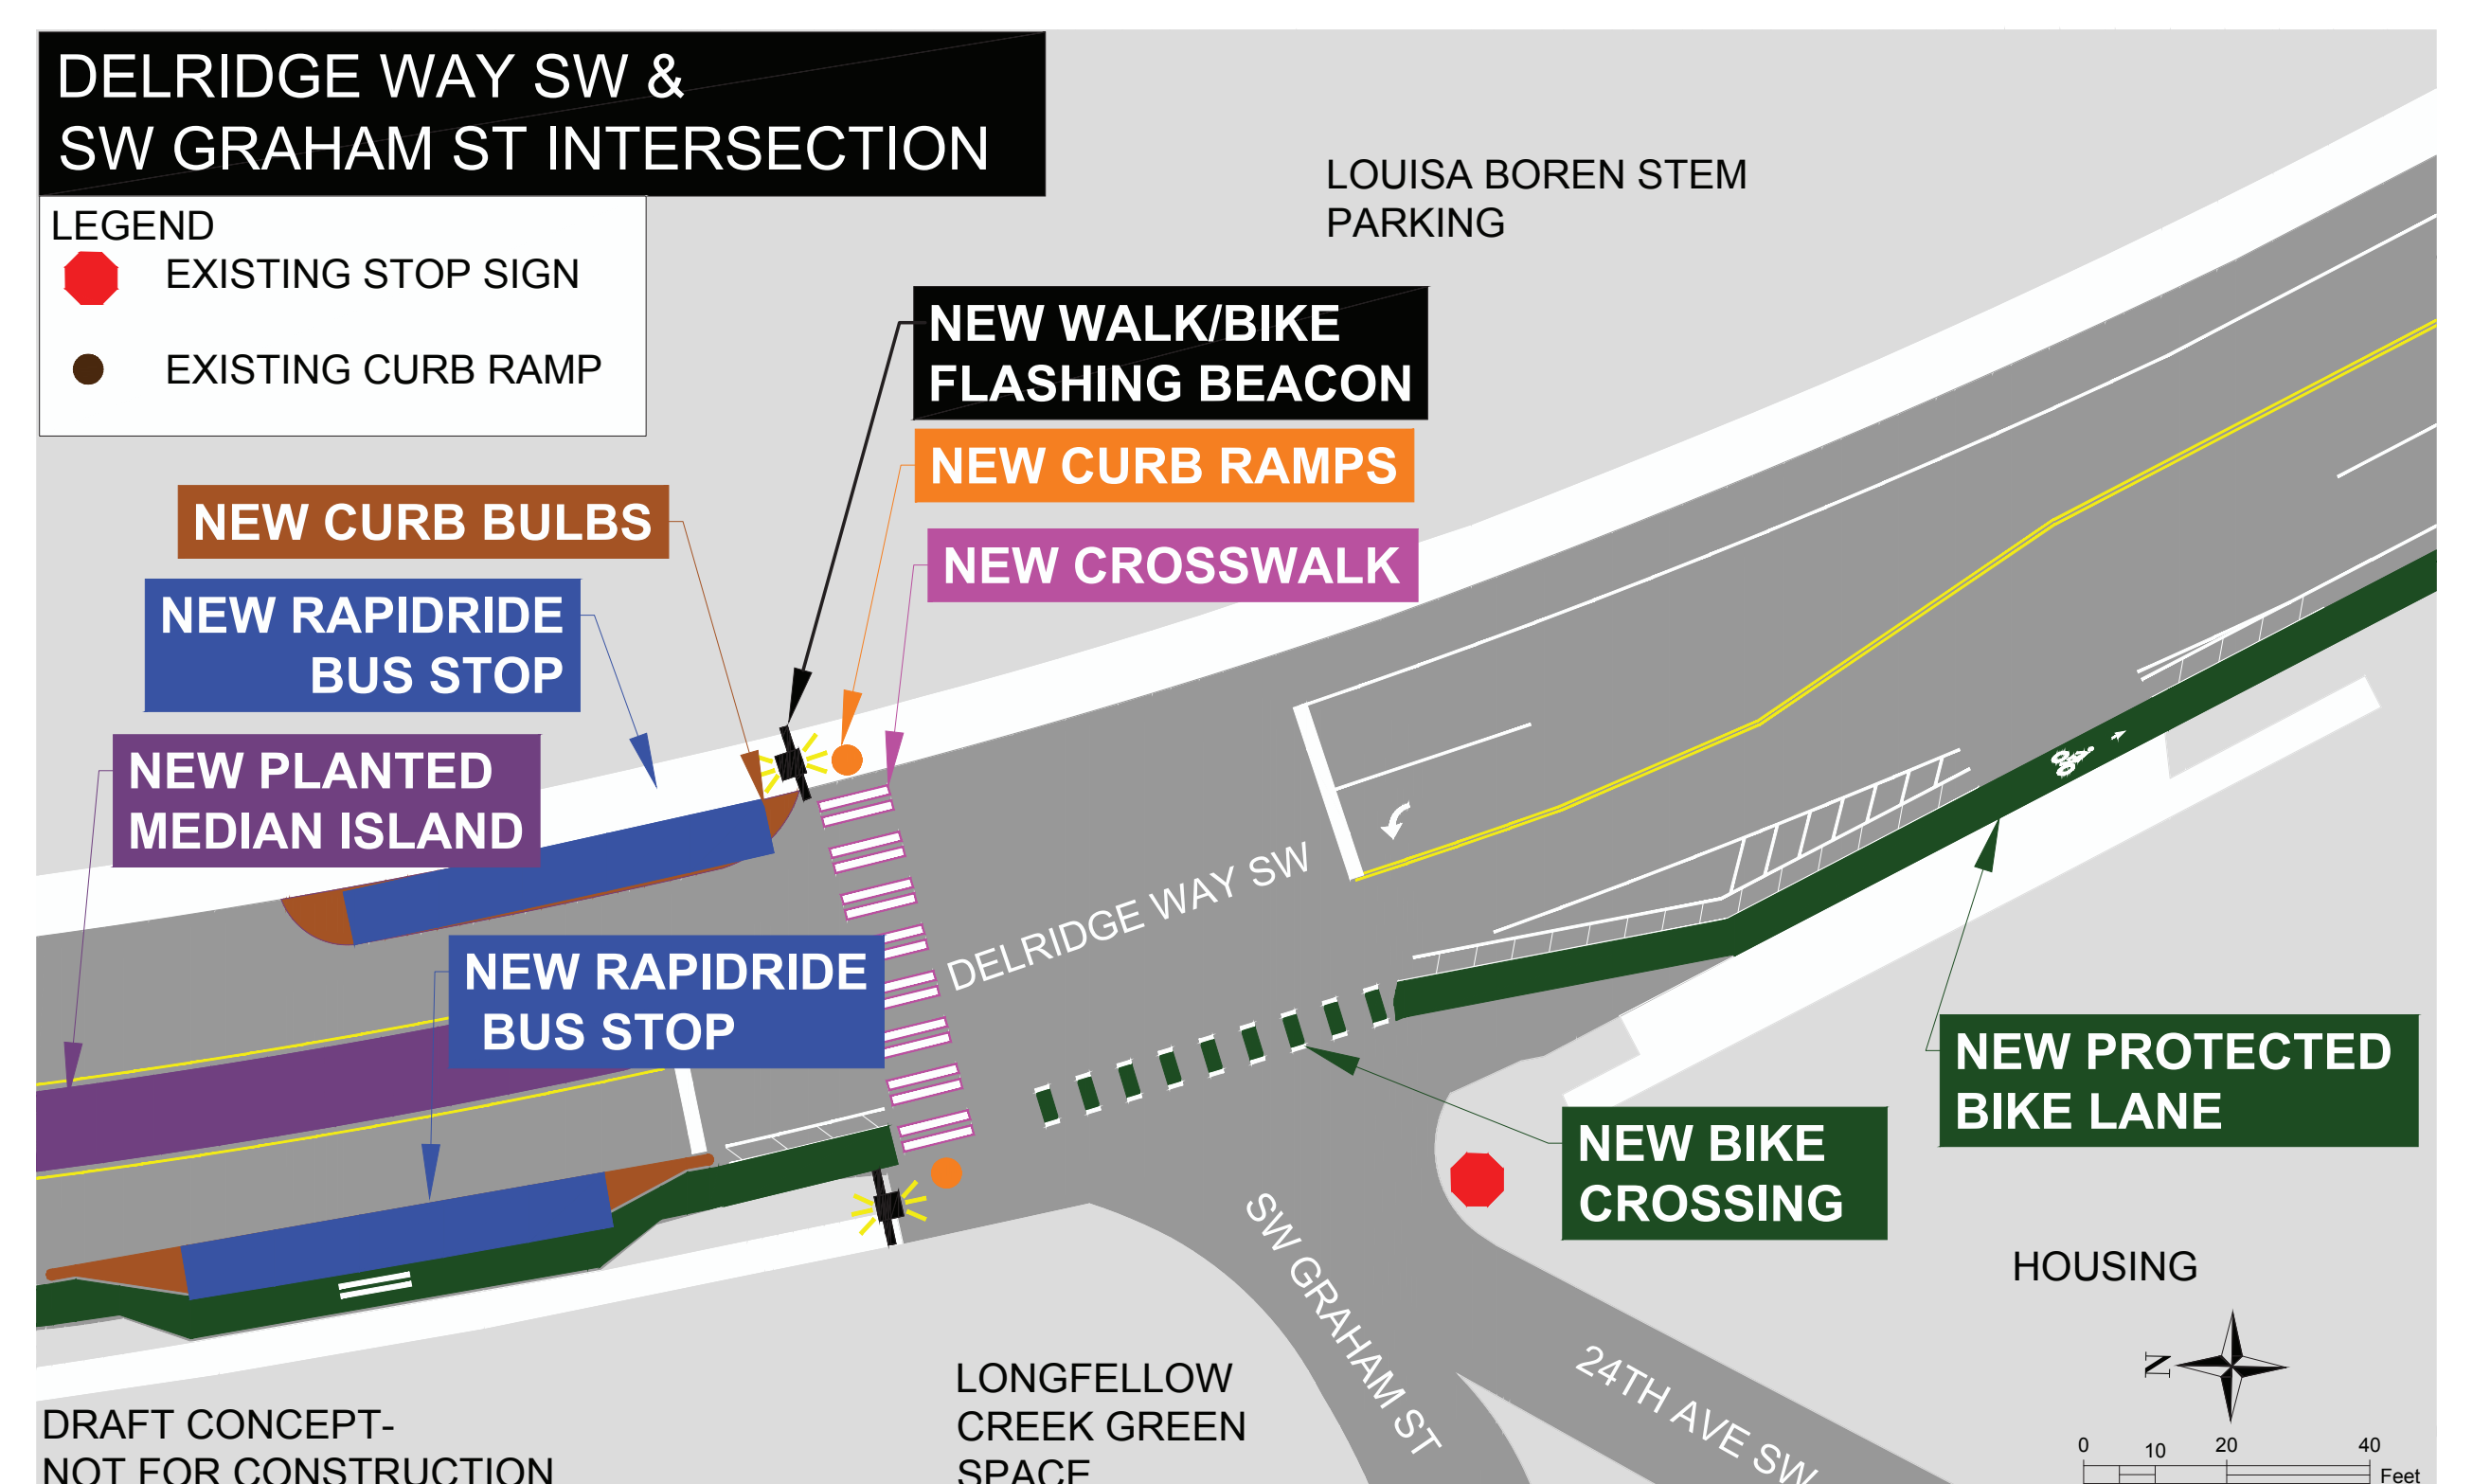 DELRIDGE WAY SW &
SW GRAHAM ST INTERSECTION
LEGEND
EXISTING STOP SIGN
EXISTING CURB RAMP
LOUISA BOREN STEM
PARKING
NEW WALK/BIKE
FLASHING BEACON
NEW CURB RAMPS
NEW CROSSWALK
NEW CURB BULBS
NEW RAPIDRIDE
BUS STOP
NEW PLANTED
MEDIAN ISLAND
NEW RAPIDRIDE
BUS STOP
DELRIDGE WAY SW
NEW PROTECTED
BIKE LANE
NEW BIKE
CROSSING
SW GRAHAM ST
24TH AVE SW
HOUSING
N
LONGFELLOW
CREEK GREEN
SPACE
DRAFT CONCEPT-
NOT FOR CONSTRUCTION
0 10 20 40
Feet